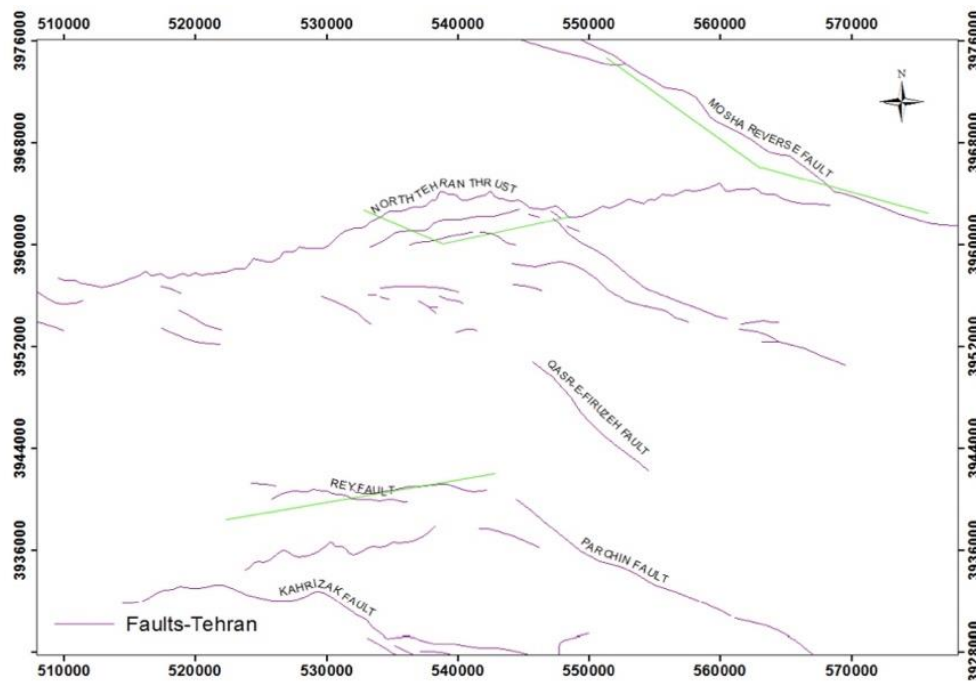 510000 520000 530000 540000 550000 560000 570000
3976000 3976000
N
MOSHA REVERSE FAULT
3968000 3968000
NORTH TEHRAN THRUST
3960000 3960000
3952000 3952000
QASR-E-FIRUZEH FAULT
3944000 3944000
REY FAULT
3936000 3936000
PARCHIN FAULT
KAHRIZAK FAULT
Faults-Tehran
3928000 3928000
510000 520000 530000 540000 550000 560000 570000